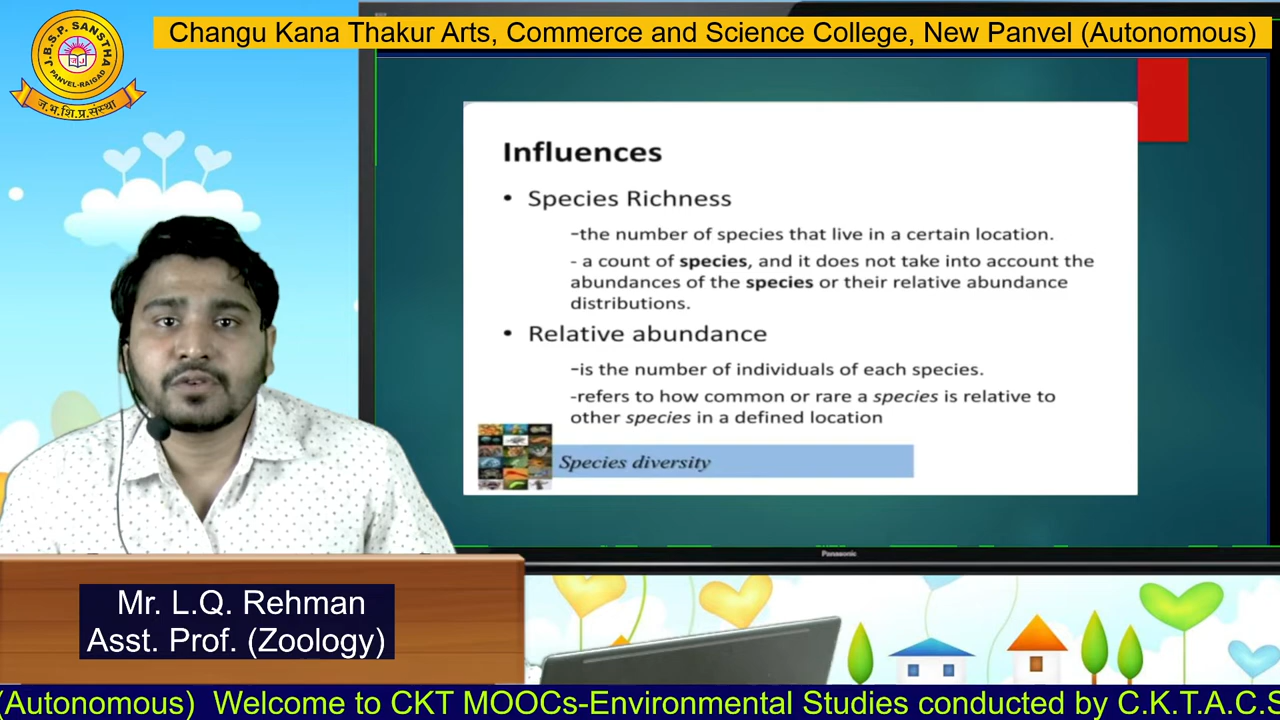 Changu Kana Thakur Arts, Commerce and Science College, New Panvel (Autonomous)
J.B.S.P. SANSTHA
PANVEL-RAIGAD
ज.भ.शि.प्र.संस्था
Influences
• Species Richness
-the number of species that live in a certain location.
- a count of species, and it does not take into account the
abundances of the species or their relative abundance
distributions.
• Relative abundance
-is the number of individuals of each species.
-refers to how common or rare a species is relative to
other species in a defined location
Species diversity
Panasonic
Mr. L.Q. Rehman
Asst. Prof. (Zoology)
(Autonomous) Welcome to CKT MOOCs-Environmental Studies conducted by C.K.T.A.C.S